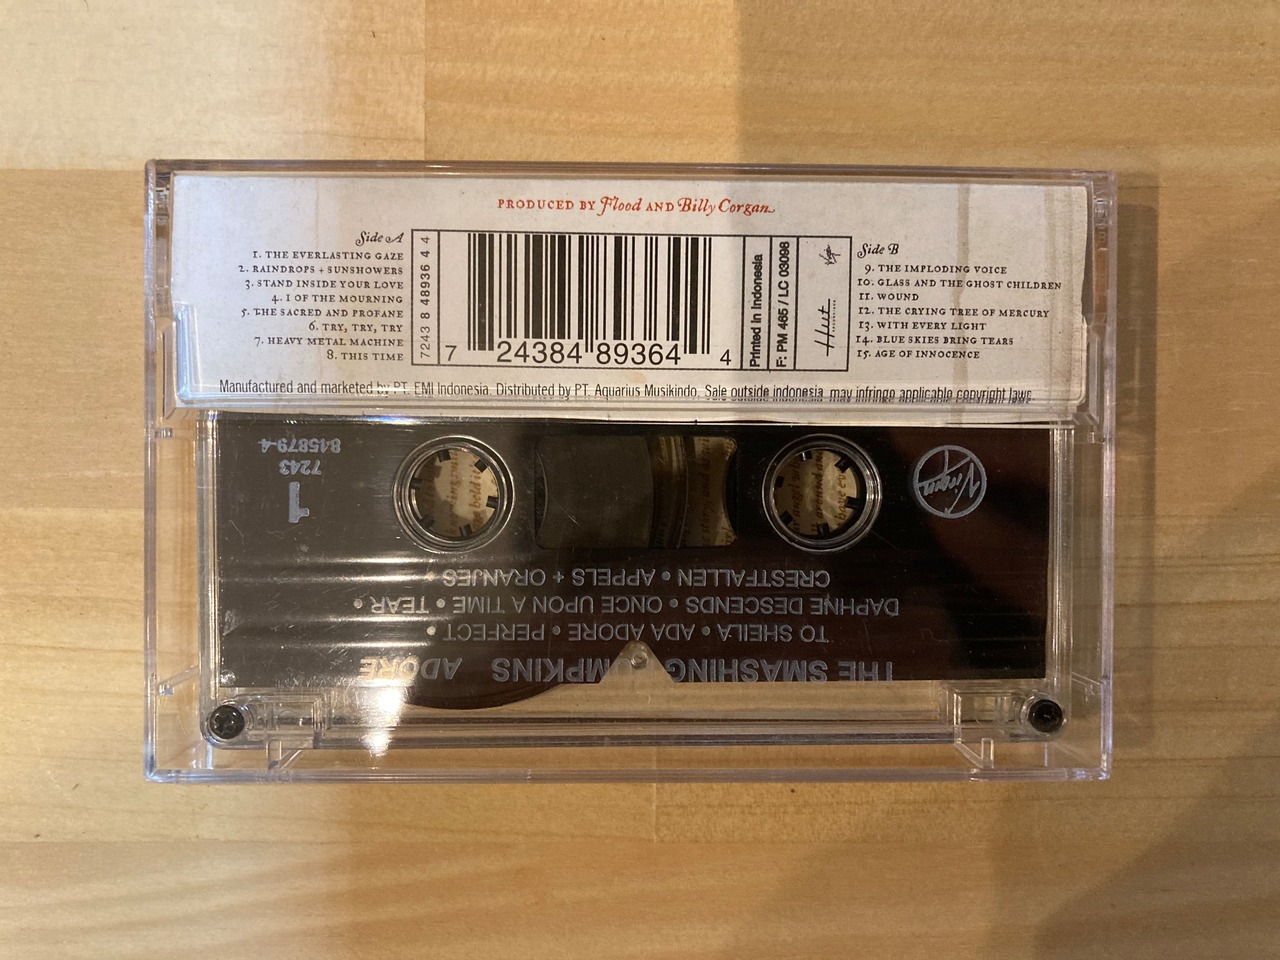 PRODUCED BY Flood AND Billy Corgan
Side A
1. THE EVERLASTING GAZE
2. RAINDROPS + SUNSHOWERS
3. STAND INSIDE YOUR LOVE
4. I OF THE MOURNING
5. THE SACRED AND PROFANE
6. TRY, TRY, TRY
7. HEAVY METAL MACHINE
8. THIS TIME
7243 8 48936 4 4
7 24384 89364 4
Printed in Indonesia
F: PM 465 / LC 03098
Virgin
Hut
Side B
9. THE IMPLODING VOICE
10. GLASS AND THE GHOST CHILDREN
11. WOUND
12. THE CRYING TREE OF MERCURY
13. WITH EVERY LIGHT
14. BLUE SKIES BRING TEARS
15. AGE OF INNOCENCE
Manufactured and marketed by PT. EMI Indonesia. Distributed by PT. Aquarius Musikindo. Sale outside indonesia may infringe applicable copyright laws
THE SMASHING PUMPKINS ADORE
TO SHEILA • ADA ADORE • PERFECT •
DAPHNE DESCENDS • ONCE UPON A TIME • TEAR •
CRESTFALLEN • APPELS + ORANJES •
Virgin
1
7243
845879-4